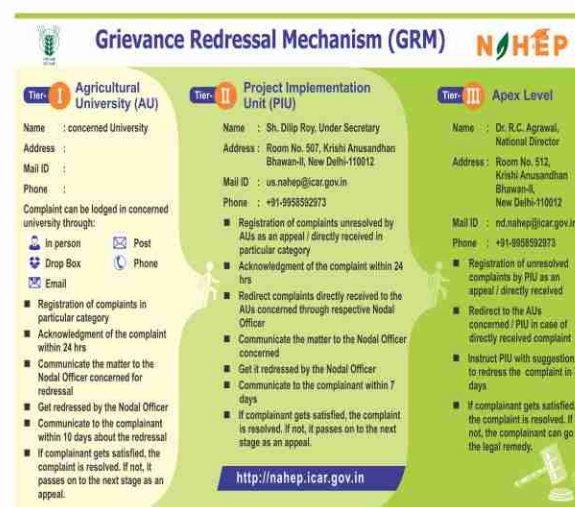 Grievance Redressal Mechanism (GRM)
NAHEP
Tier- I Agricultural
University (AU)
Name : concerned University
Address :
Mail ID :
Phone :
Complaint can be lodged in concerned
university through:
In person
Post
Drop Box
Phone
Email
■ Registration of complaints in
particular category
■ Acknowledgment of the complaint
within 24 hrs
■ Communicate the matter to the
Nodal Officer concerned for
redressal
■ Get redressed by the Nodal Officer
■ Communicate to the complainant
within 10 days about the redressal
■ If complainant gets satisfied, the
complaint is resolved. If not, it
passes on to the next stage as an
appeal.
Tier- II Project Implementation
Unit (PIU)
Name : Sh. Dilip Roy, Under Secretary
Address : Room No. 507, Krishi Anusandhan
Bhawan-II, New Delhi-110012
Mail ID : us.nahep@icar.gov.in
Phone : +91-9958592973
■ Registration of complaints unresolved by
AUs as an appeal / directly received in
particular category
■ Acknowledgment of the complaint within 24
hrs
■ Redirect complaints directly received to the
AUs concerned through respective Nodal
Officer
■ Communicate the matter to the Nodal Officer
concerned
■ Get it redressed by the Nodal Officer
■ Communicate to the complainant within 7
days
■ If complainant gets satisfied, the complaint
is resolved. If not, it passes on to the next
stage as an appeal.
http://nahep.icar.gov.in
Tier- III Apex Level
Name : Dr. R.C. Agrawal,
National Director
Address : Room No. 512,
Krishi Anusandhan
Bhawan-II,
New Delhi-110012
Mail ID : nd.nahep@icar.gov.in
Phone : +91-9958592973
■ Registration of unresolved
complaints by PIU as an
appeal / directly received
■ Redirect to the AUs
concerned / PIU in case of
directly received complaint
■ Instruct PIU with suggestion
to redress the complaint in 7
days
■ If complainant gets satisfied,
the complaint is resolved. If
not, the complainant can go
the legal remedy.